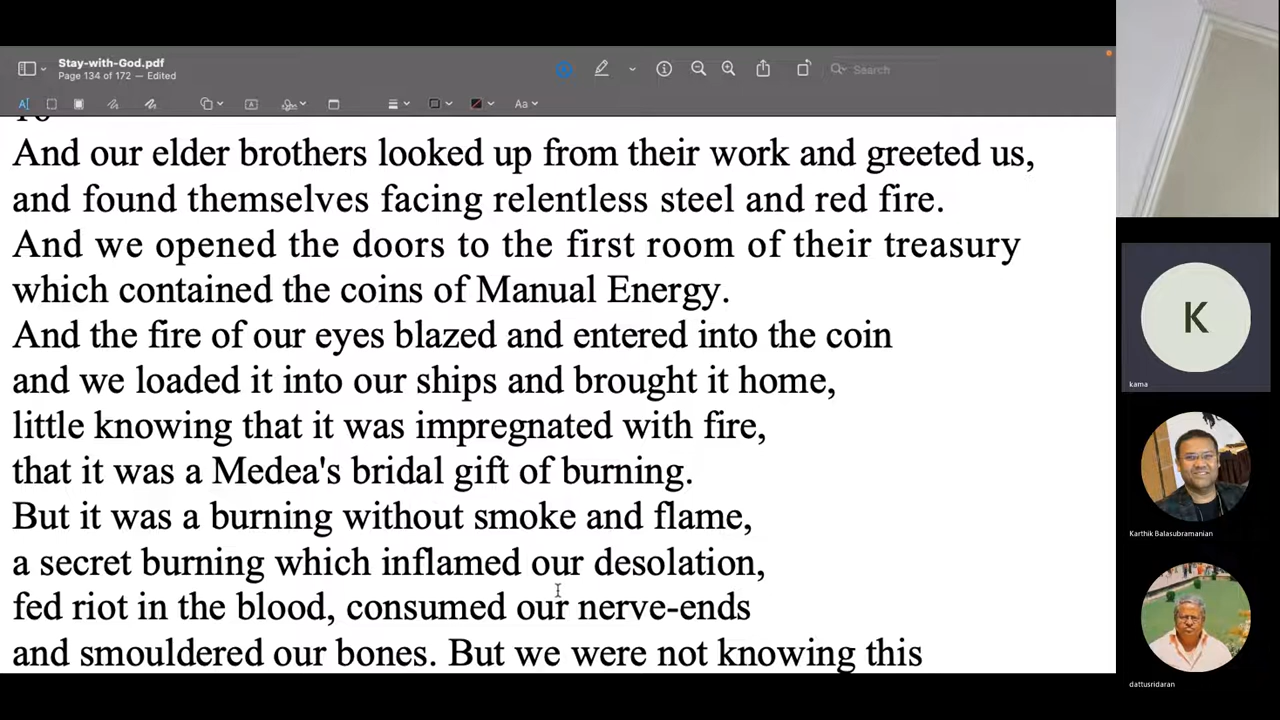 Stay-with-God.pdf
Page 134 of 172 — Edited
Search
Aa
And our elder brothers looked up from their work and greeted us,
and found themselves facing relentless steel and red fire.
And we opened the doors to the first room of their treasury
which contained the coins of Manual Energy.
And the fire of our eyes blazed and entered into the coin
and we loaded it into our ships and brought it home,
little knowing that it was impregnated with fire,
that it was a Medea's bridal gift of burning.
But it was a burning without smoke and flame,
a secret burning which inflamed our desolation,
fed riot in the blood, consumed our nerve-ends
and smouldered our bones. But we were not knowing this
K
kama
Karthik Balasubramanian
dattusridaran